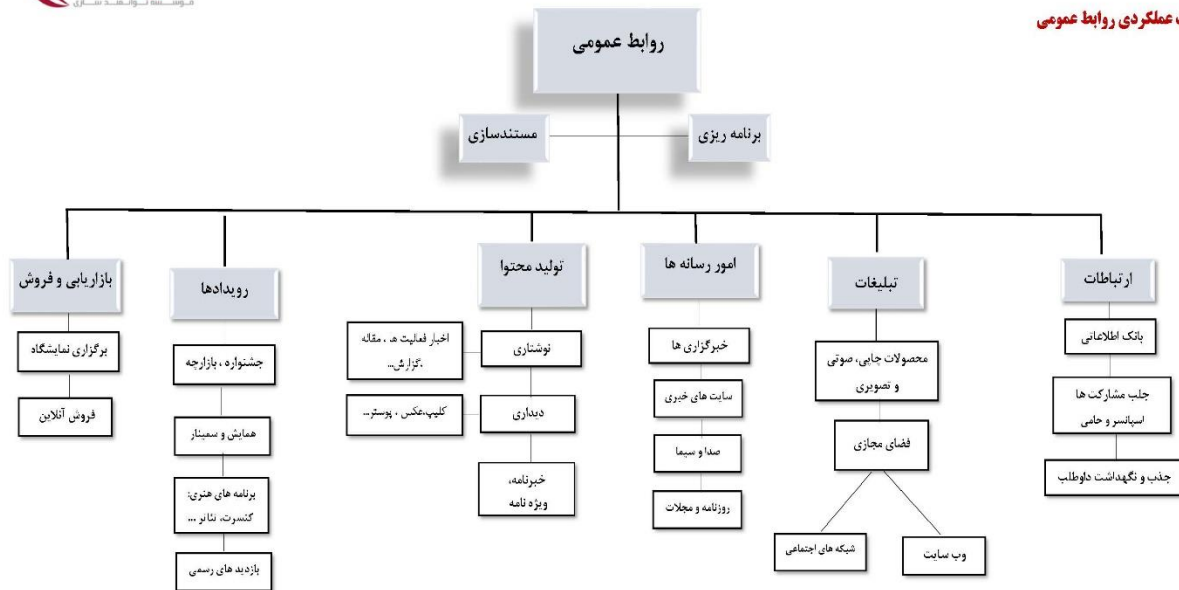 موسسه توانمند سازی
عملکردی روابط عمومی
روابط عمومی
برنامه ریزی
مستندسازی
ارتباطات
بانک اطلاعاتی
جلب مشارکت ها
اسپانسر و حامی
جذب و نگهداشت داوطلب
تبلیغات
محصولات چاپی، صوتی
و تصویری
فضای مجازی
وب سایت
شبکه های اجتماعی
امور رسانه ها
خبرگزاری ها
سایت های خبری
صدا و سیما
روزنامه و مجلات
تولید محتوا
نوشتاری
اخبار فعالیت ها ، مقاله
،گزارش...
دیداری
کلیپ،عکس ، پوستر...
خبرنامه،
ویژه نامه
رویدادها
جشنواره ، بازارچه
همایش و سمینار
برنامه های هنری:
کنسرت، تئاتر ...
بازدید های رسمی
بازاریابی و فروش
برگزاری نمایشگاه
فروش آنلاین